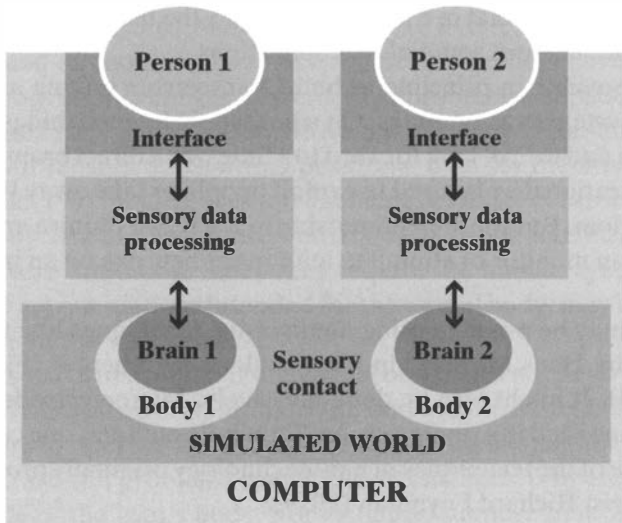 Person 1
Person 2
Interface
Interface
Sensory data
processing
Sensory data
processing
Brain 1
Sensory
contact
Brain 2
Body 1
Body 2
SIMULATED WORLD
COMPUTER